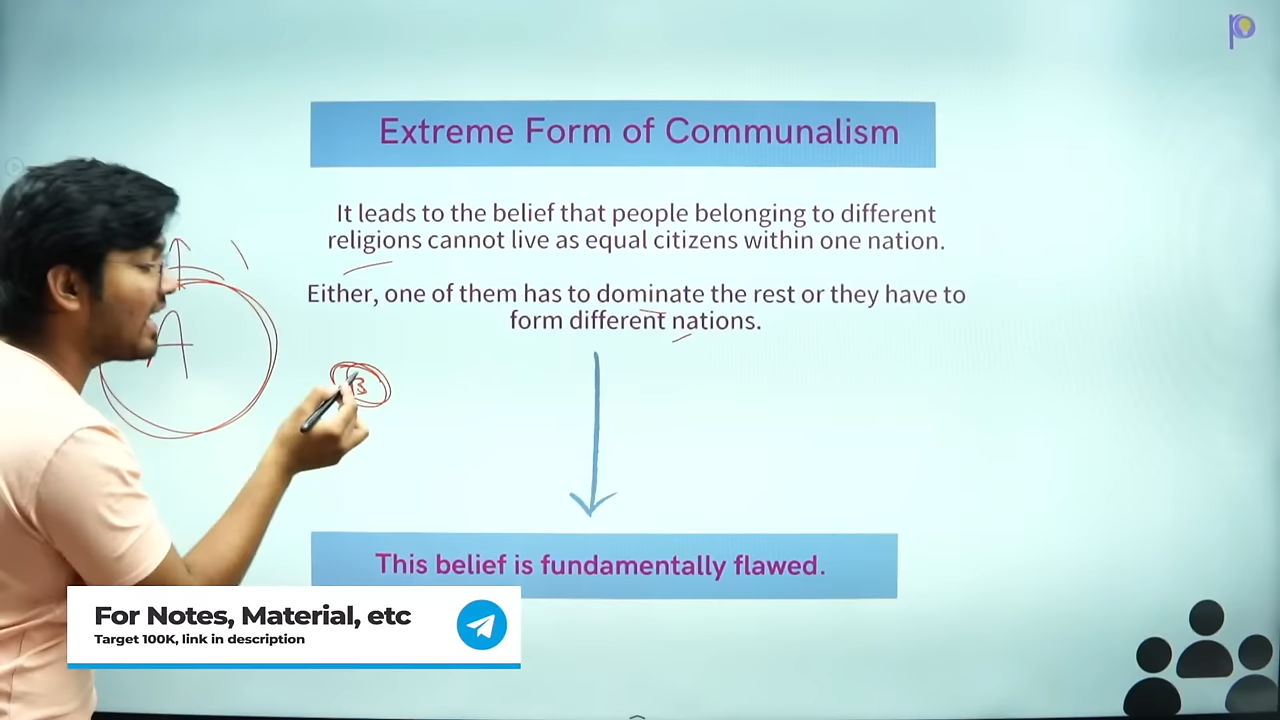 Extreme Form of Communalism
It leads to the belief that people belonging to different
religions cannot live as equal citizens within one nation.
Either, one of them has to dominate the rest or they have to
form different nations.
A
B
This belief is fundamentally flawed.
For Notes, Material, etc
Target 100K, link in description